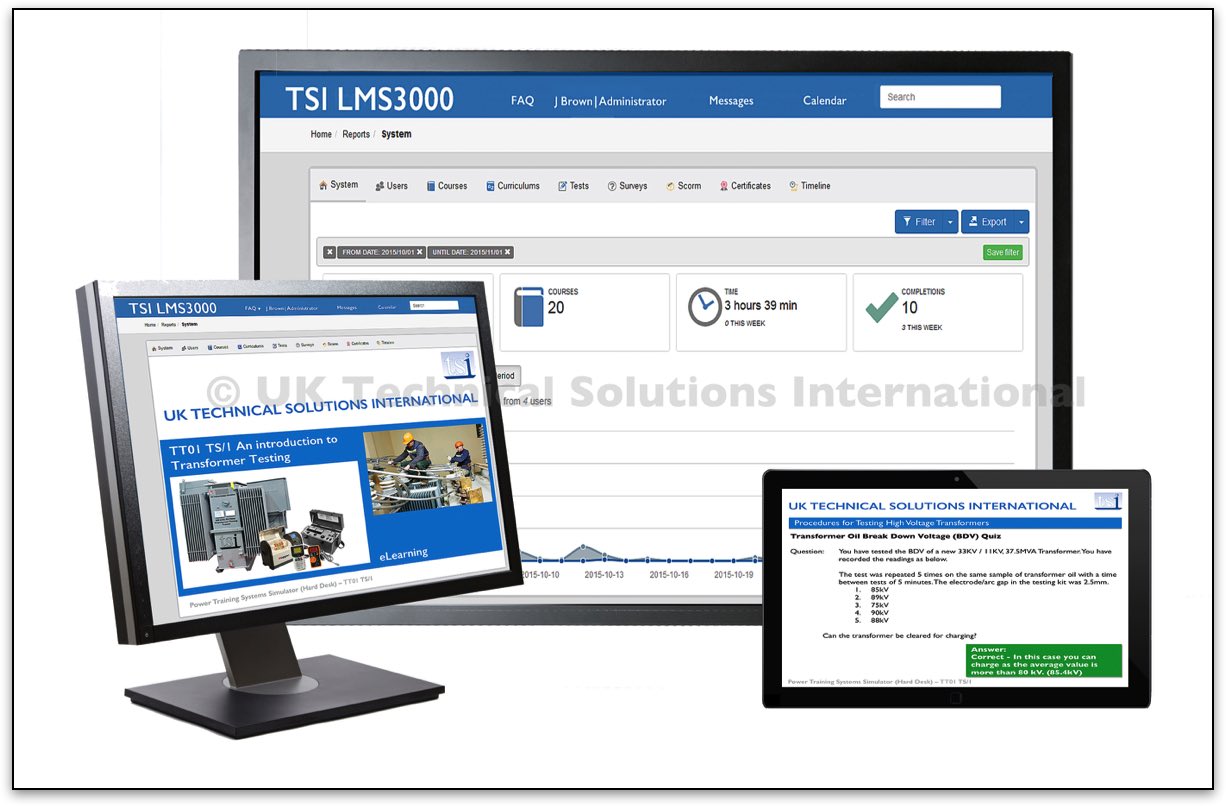 TSI LMS3000
FAQ J Brown|Administrator Messages Calendar Search
Home / Reports / System
System Users Courses Curriculums Tests Surveys Scorm Certificates Timeline
Filter Export
FROM DATE: 2015/10/01 UNTIL DATE: 2015/11/01 Save filter
COURSES
20
TIME
3 hours 39 min
0 THIS WEEK
COMPLETIONS
10
3 THIS WEEK
eriod
from 4 users
2015-10-10 2015-10-13 2015-10-16 2015-10-19
© UK Technical Solutions International
TSI LMS3000
FAQ J Brown|Administrator Messages Calendar Search
Home / Reports / System
System Users Courses Curriculums Tests Surveys Scorm Certificates Timeline
tsi
UK TECHNICAL SOLUTIONS INTERNATIONAL
TT01 TS/1 An introduction to
Transformer Testing
eLearning
Power Training Systems Simulator (Hard Desk) – TT01 TS/1
UK TECHNICAL SOLUTIONS INTERNATIONAL
tsi
Procedures for Testing High Voltage Transformers
Transformer Oil Break Down Voltage (BDV) Quiz
Question: You have tested the BDV of a new 33KV / 11KV, 37.5MVA Transformer. You have
recorded the readings as below.
The test was repeated 5 times on the same sample of transformer oil with a time
between tests of 5 minutes. The electrode/arc gap in the testing kit was 2.5mm.
1. 85kV
2. 89kV
3. 75kV
4. 90kV
5. 88kV
Can the transformer be cleared for charging?
Answer:
Correct - In this case you can
charge as the average value is
more than 80 kV. (85.4kV)
Power Training Systems Simulator (Hard Desk) – TT01 TS/1